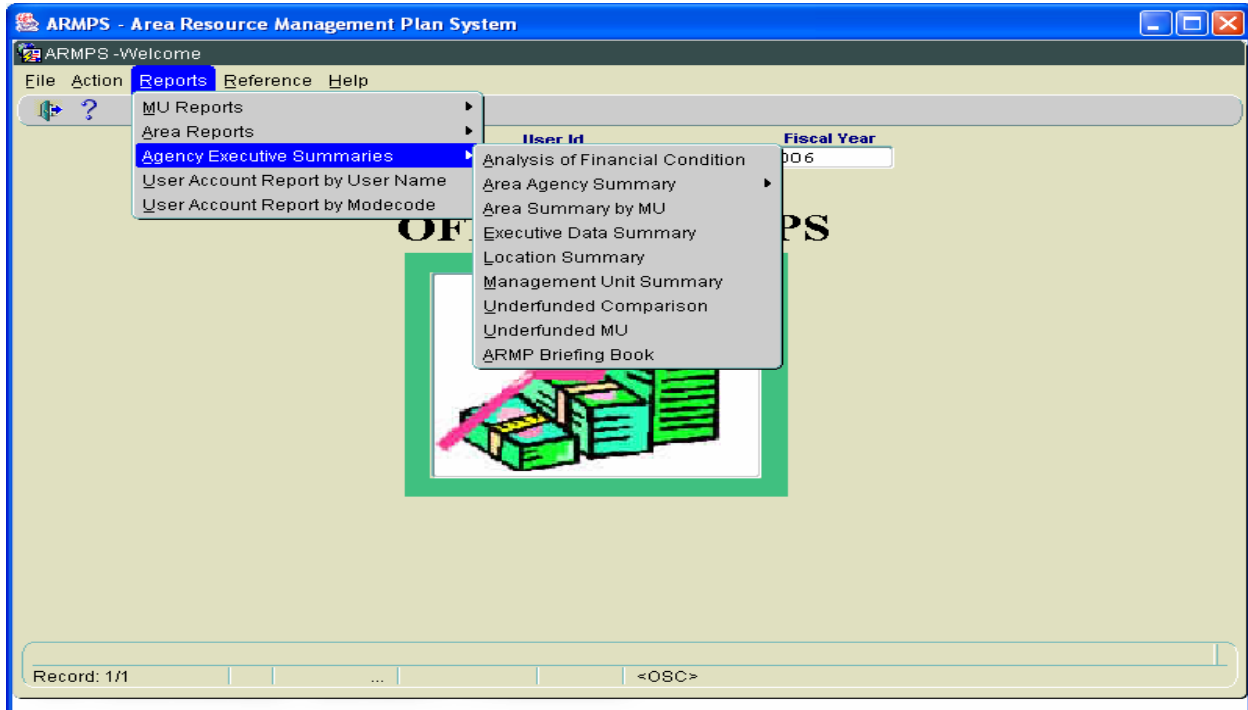 ARMPS - Area Resource Management Plan System
ARMPS -Welcome
File Action Reports Reference Help
?
MU Reports
Area Reports
Agency Executive Summaries
User Account Report by User Name
User Account Report by Modecode
User Id Fiscal Year
006
Analysis of Financial Condition
Area Agency Summary
Area Summary by MU
Executive Data Summary
Location Summary
Management Unit Summary
Underfunded Comparison
Underfunded MU
ARMP Briefing Book
OF PS
Record: 1/1 ... <OSC>